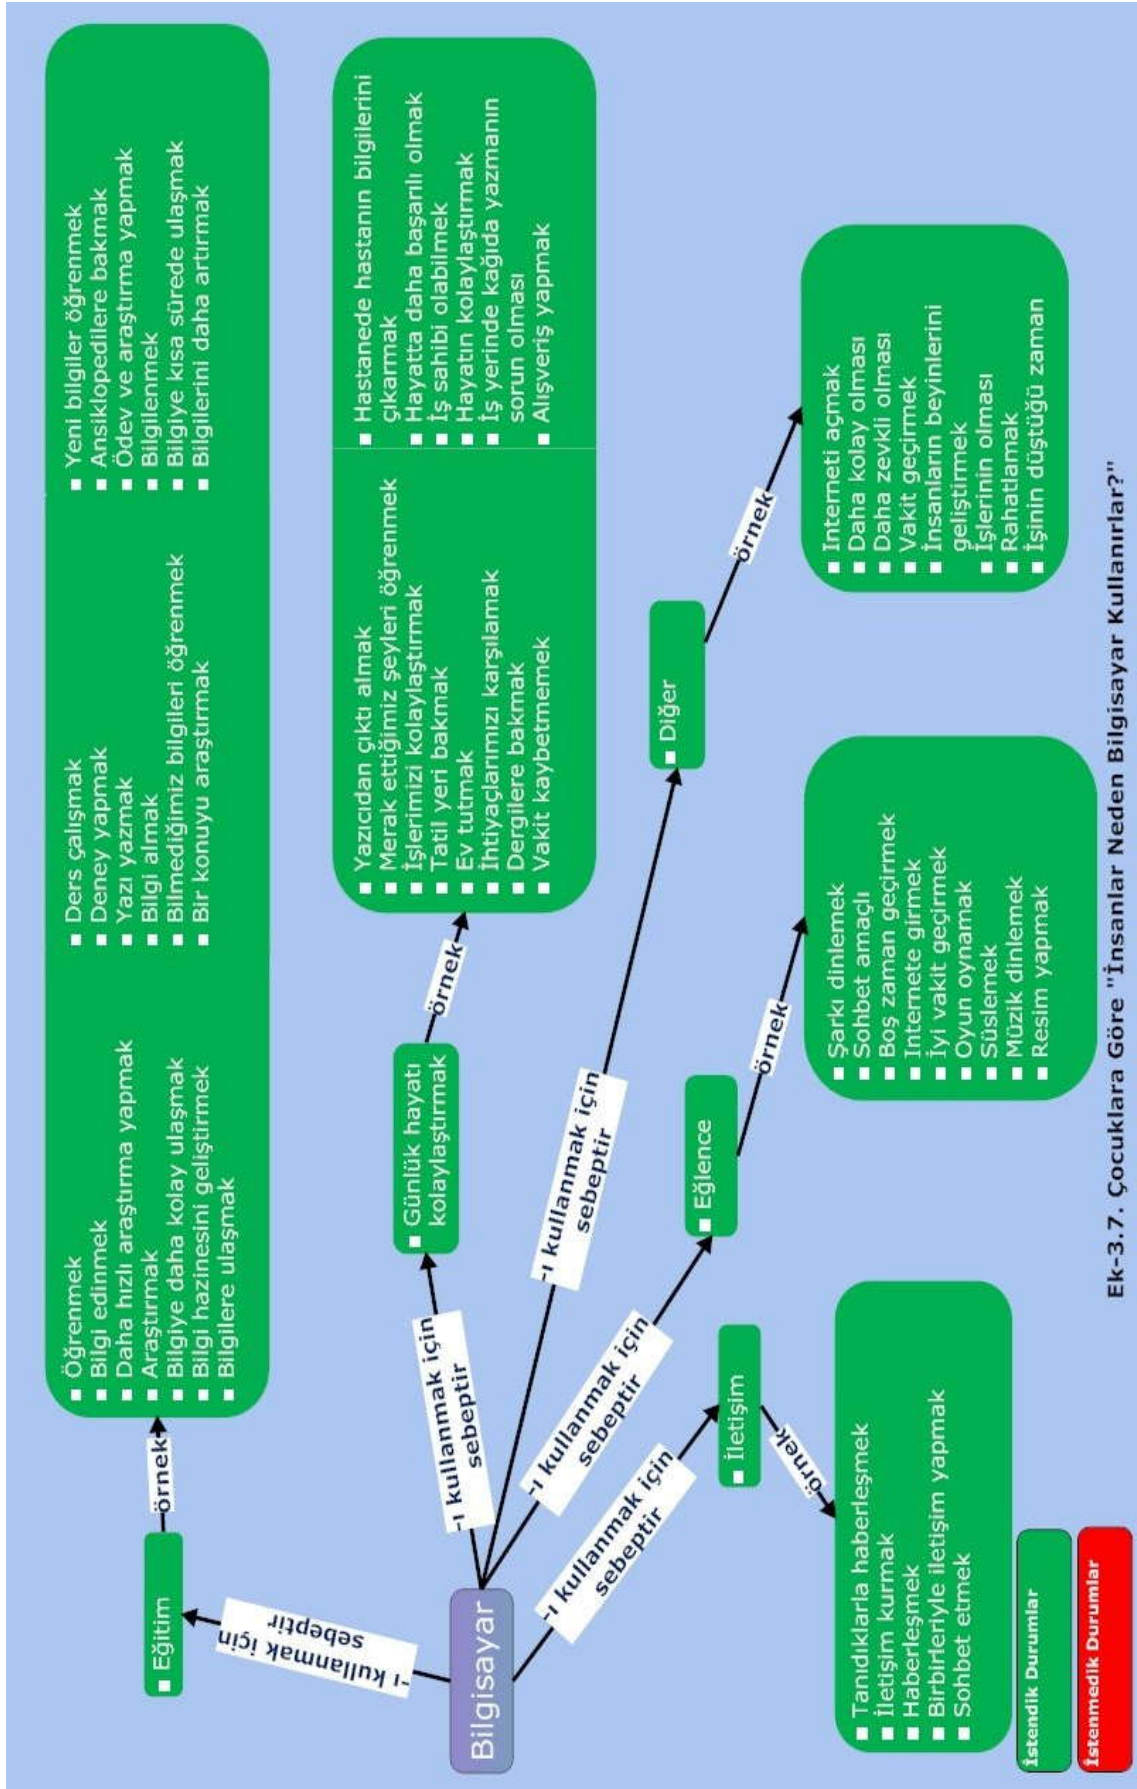 Bilgisayar
-ı kullanmak için
sebeptir
Eğitim
örnek
Öğrenmek
Bilgi edinmek
Daha hızlı araştırma yapmak
Araştırmak
Bilgiye daha kolay ulaşmak
Bilgi hazinesini geliştirmek
Bilgilere ulaşmak
Ders çalışmak
Deney yapmak
Yazı yazmak
Bilgi almak
Bilmediğimiz bilgileri öğrenmek
Bir konuyu araştırmak
Yeni bilgiler öğrenmek
Ansiklopedilere bakmak
Ödev ve araştırma yapmak
Bilgilenmek
Bilgiye kısa sürede ulaşmak
Bilgilerini daha artırmak
-ı kullanmak için
sebeptir
Günlük hayatı
kolaylaştırmak
örnek
Yazıcıdan çıktı almak
Merak ettiğimiz şeyleri öğrenmek
İşlerimizi kolaylaştırmak
Tatil yeri bakmak
Ev tutmak
İhtiyaçlarımızı karşılamak
Dergilere bakmak
Vakit kaybetmemek
Hastanede hastanın bilgilerini
çıkarmak
Hayatta daha başarılı olmak
İş sahibi olabilmek
Hayatın kolaylaştırmak
İş yerinde kağıda yazmanın
sorun olması
Alışveriş yapmak
-ı kullanmak için
sebeptir
Diğer
örnek
Interneti açmak
Daha kolay olması
Daha zevkli olması
Vakit geçirmek
İnsanların beyinlerini
geliştirmek
İşlerinin olması
Rahatlamak
İşinin düştüğü zaman
-ı kullanmak için
sebeptir
Eğlence
örnek
Şarkı dinlemek
Sohbet amaçlı
Boş zaman geçirmek
Internete girmek
İyi vakit geçirmek
Oyun oynamak
Süslemek
Müzik dinlemek
Resim yapmak
-ı kullanmak için
sebeptir
İletişim
örnek
Tanıdıklarla haberleşmek
İletişim kurmak
Haberleşmek
Birbirleriyle iletişim yapmak
Sohbet etmek
İstendik Durumlar
İstenmedik Durumlar
Ek-3.7. Çocuklara Göre "İnsanlar Neden Bilgisayar Kullanırlar?"